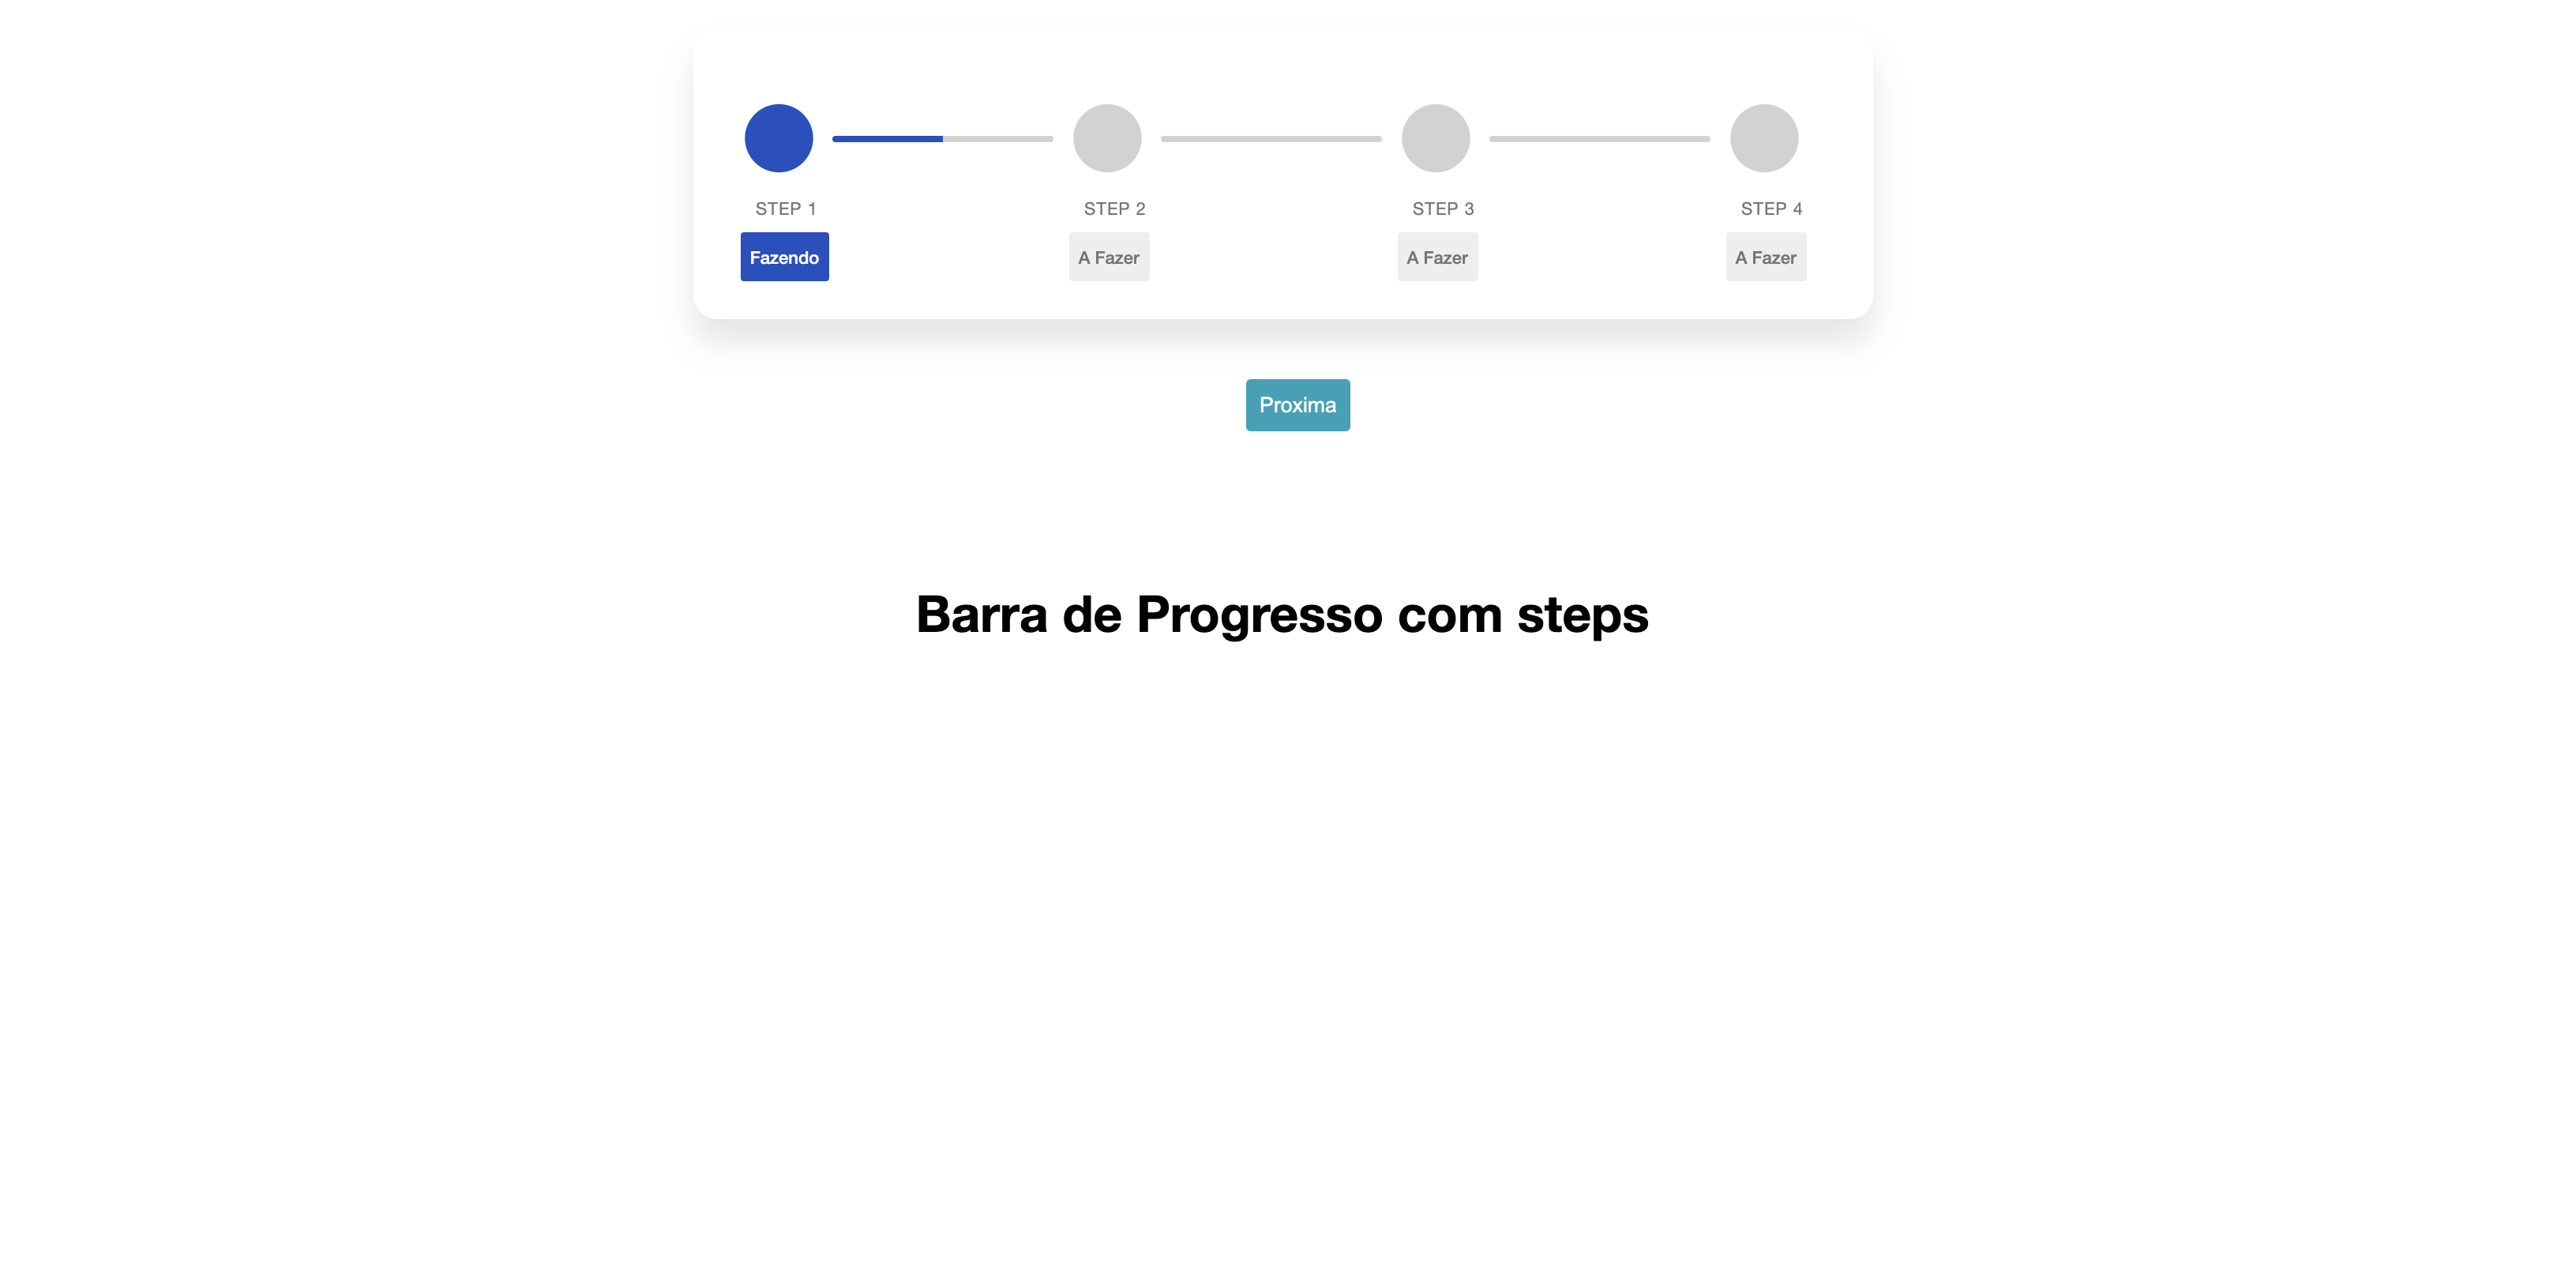 STEP 1 STEP 2 STEP 3 STEP 4
Fazendo A Fazer A Fazer A Fazer
Proxima
Barra de Progresso com steps